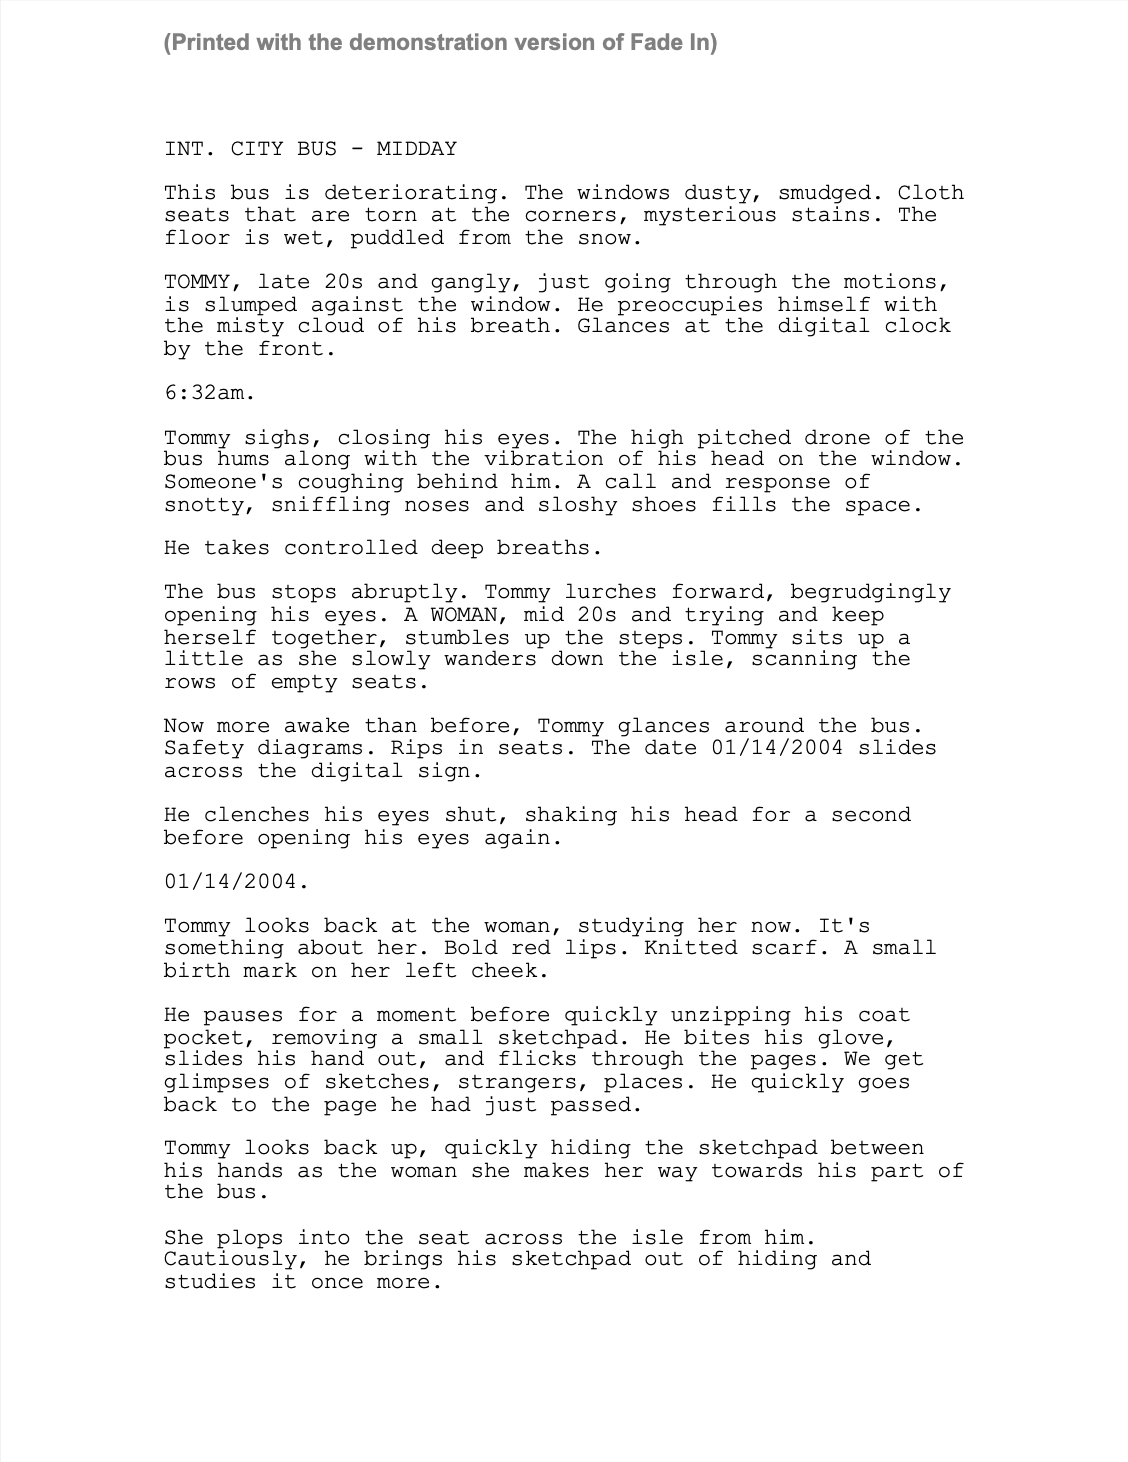 (Printed with the demonstration version of Fade In)
INT. CITY BUS - MIDDAY
This bus is deteriorating. The windows dusty, smudged. Cloth
seats that are torn at the corners, mysterious stains. The
floor is wet, puddled from the snow.
TOMMY, late 20s and gangly, just going through the motions,
is slumped against the window. He preoccupies himself with
the misty cloud of his breath. Glances at the digital clock
by the front.
6:32am.
Tommy sighs, closing his eyes. The high pitched drone of the
bus hums along with the vibration of his head on the window.
Someone's coughing behind him. A call and response of
snotty, sniffling noses and sloshy shoes fills the space.
He takes controlled deep breaths.
The bus stops abruptly. Tommy lurches forward, begrudgingly
opening his eyes. A WOMAN, mid 20s and trying and keep
herself together, stumbles up the steps. Tommy sits up a
little as she slowly wanders down the isle, scanning the
rows of empty seats.
Now more awake than before, Tommy glances around the bus.
Safety diagrams. Rips in seats. The date 01/14/2004 slides
across the digital sign.
He clenches his eyes shut, shaking his head for a second
before opening his eyes again.
01/14/2004.
Tommy looks back at the woman, studying her now. It's
something about her. Bold red lips. Knitted scarf. A small
birth mark on her left cheek.
He pauses for a moment before quickly unzipping his coat
pocket, removing a small sketchpad. He bites his glove,
slides his hand out, and flicks through the pages. We get
glimpses of sketches, strangers, places. He quickly goes
back to the page he had just passed.
Tommy looks back up, quickly hiding the sketchpad between
his hands as the woman she makes her way towards his part of
the bus.
She plops into the seat across the isle from him.
Cautiously, he brings his sketchpad out of hiding and
studies it once more.